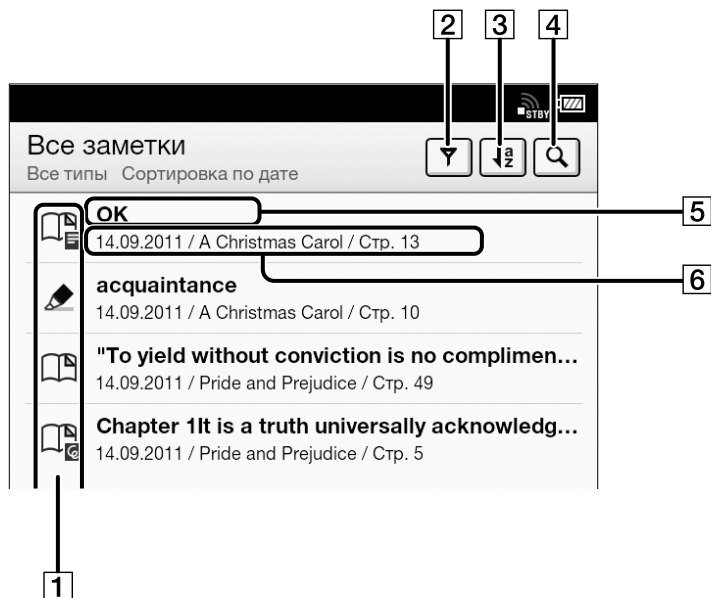 2 3 4
STBY
Все заметки
Все типы Сортировка по дате
a
z
OK
5
14.09.2011 / A Christmas Carol / Стр. 13
6
acquaintance
14.09.2011 / A Christmas Carol / Стр. 10
"To yield without conviction is no complimen...
14.09.2011 / Pride and Prejudice / Стр. 49
Chapter 1It is a truth universally acknowledg...
14.09.2011 / Pride and Prejudice / Стр. 5
1